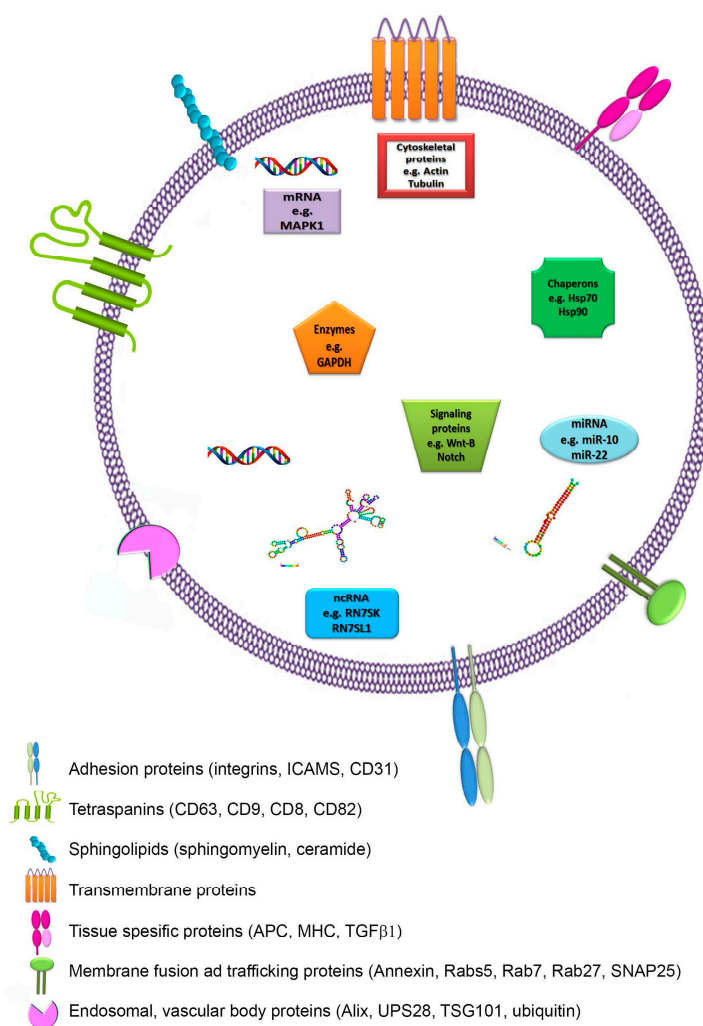 Cytoskeletal
proteins
e.g. Actin
Tubulin
mRNA
e.g.
MAPK1
Chaperons
e.g. Hsp70
Hsp90
Enzymes
e.g.
GAPDH
Signaling
proteins
e.g. Wnt-B
Notch
miRNA
e.g. miR-10
miR-22
ncRNA
e.g. RN7SK
RN7SL1
Adhesion proteins (integrins, ICAMS, CD31)
Tetraspanins (CD63, CD9, CD8, CD82)
Sphingolipids (sphingomyelin, ceramide)
Transmembrane proteins
Tissue spesific proteins (APC, MHC, TGFβ1)
Membrane fusion ad trafficking proteins (Annexin, Rabs5, Rab7, Rab27, SNAP25)
Endosomal, vascular body proteins (Alix, UPS28, TSG101, ubiquitin)